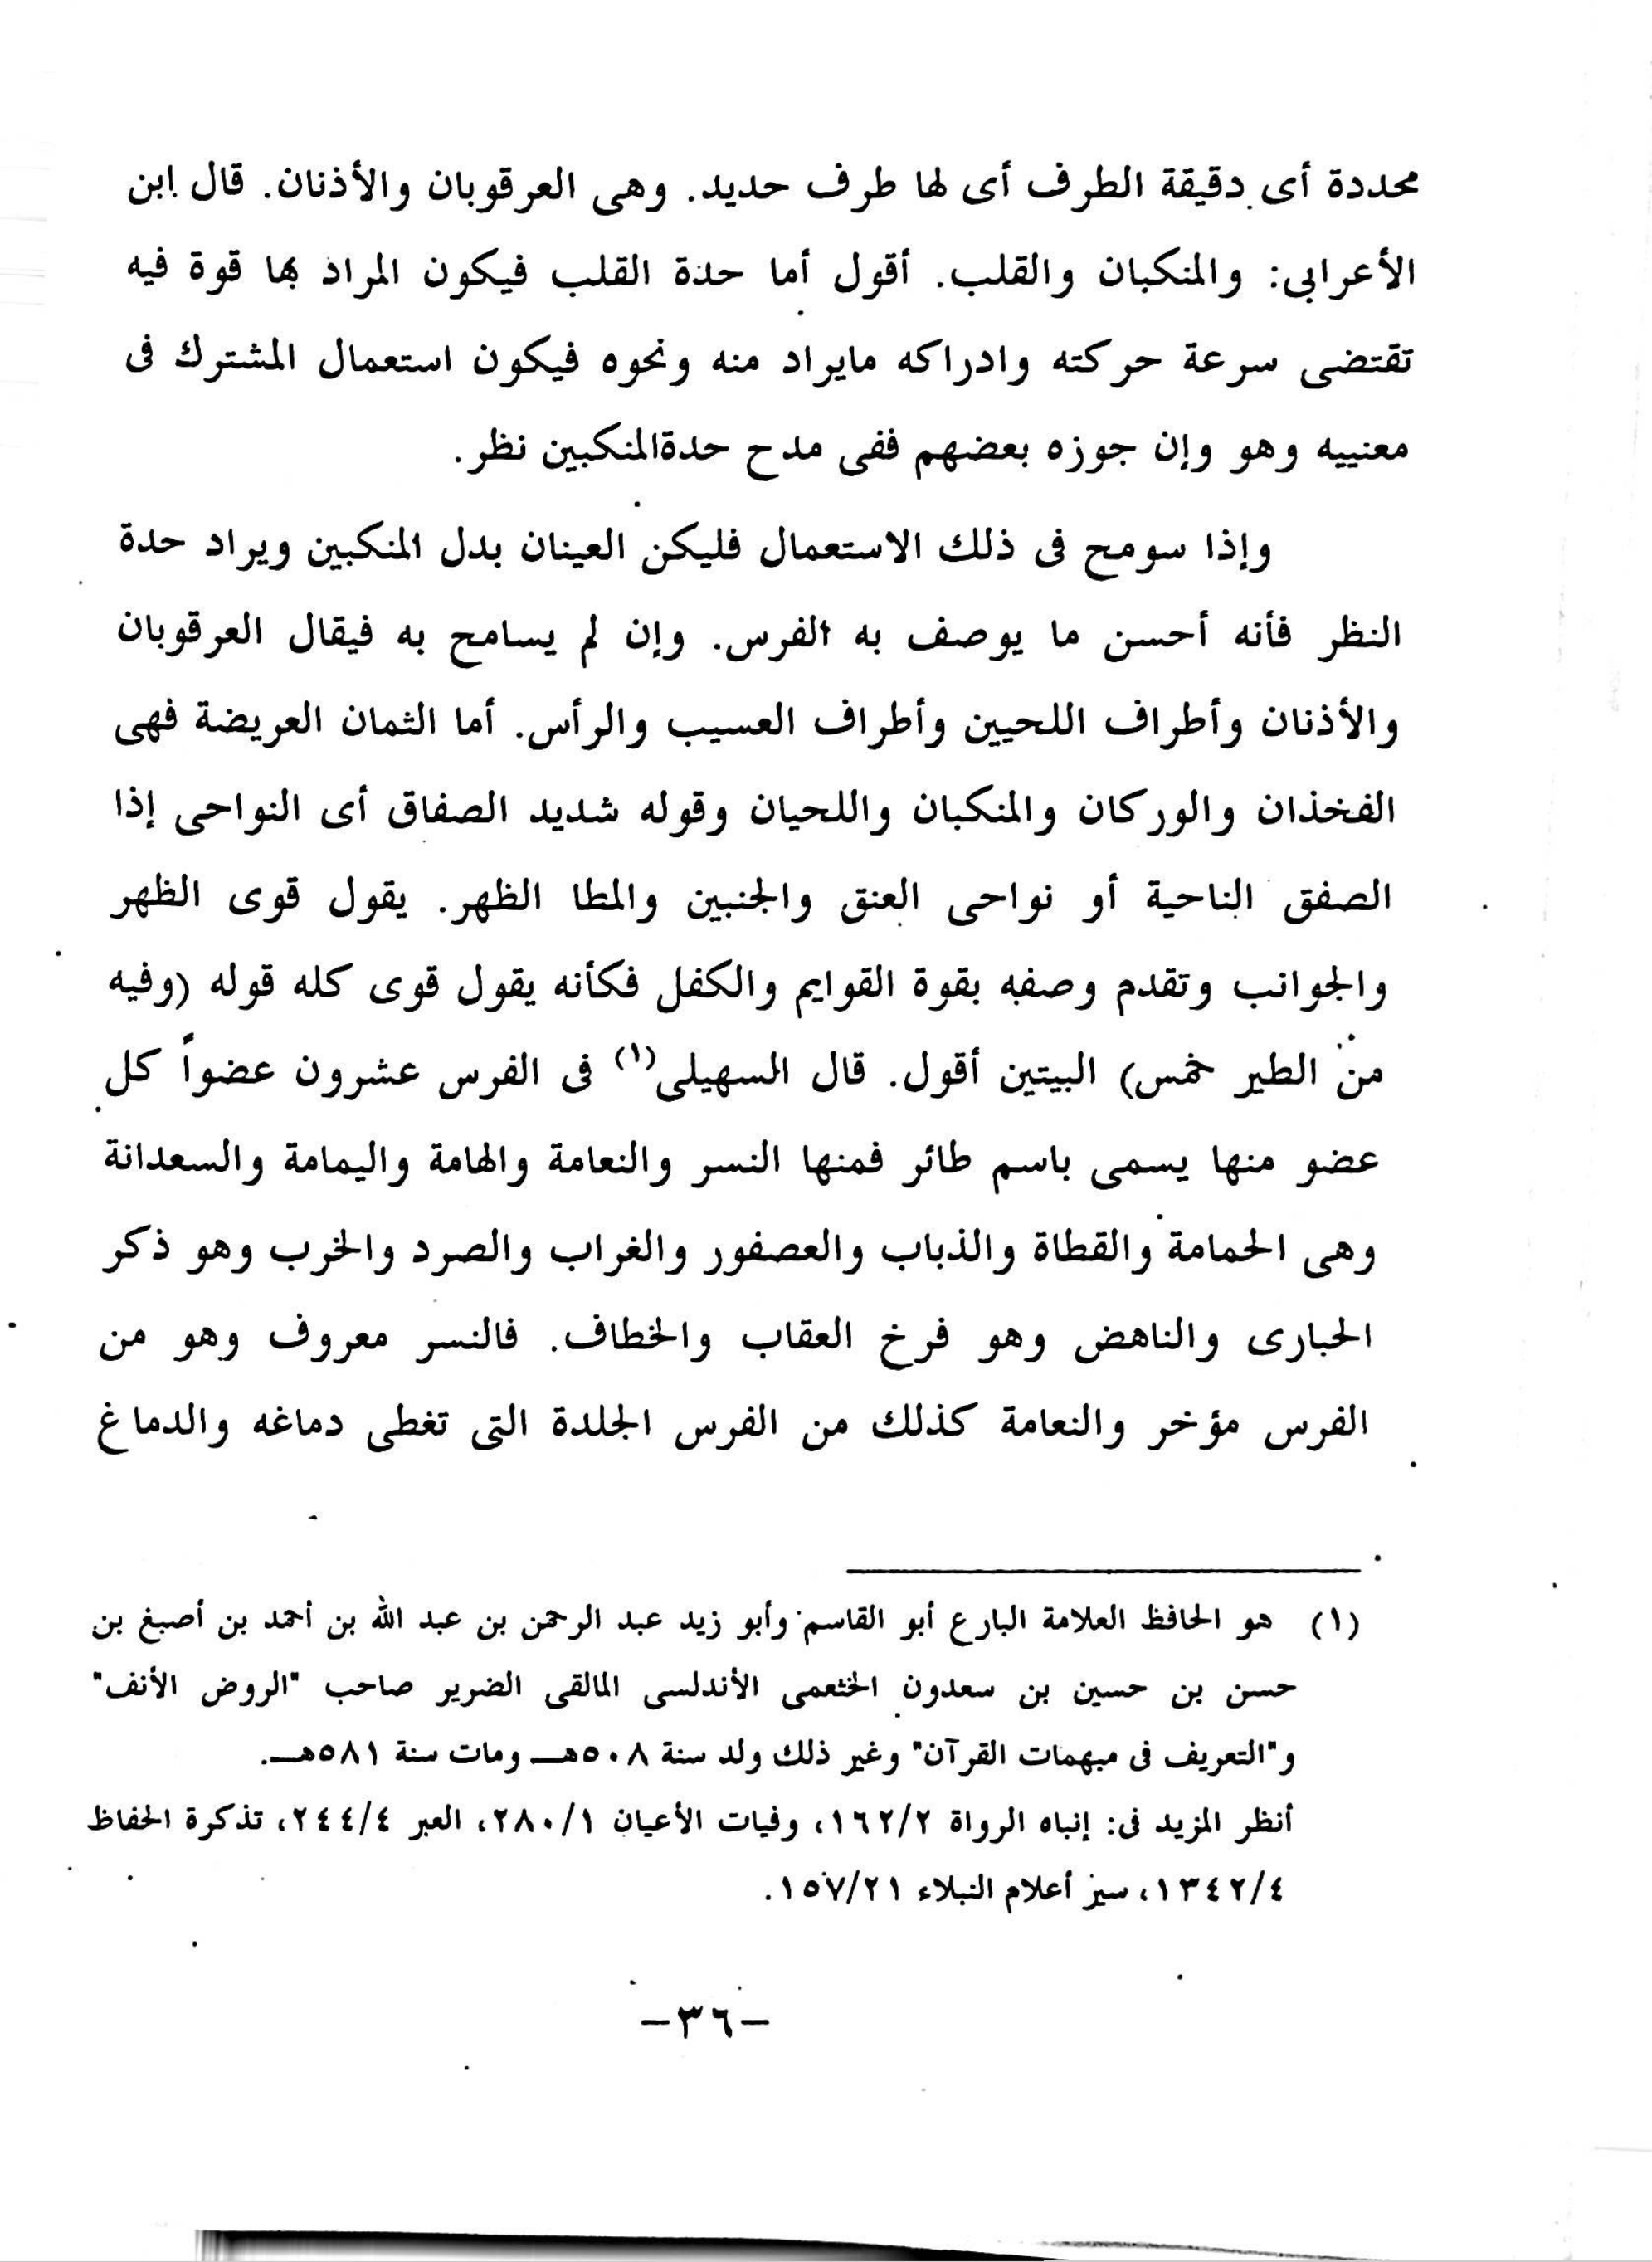 محددة أى دقيقة الطرف أى لها طرف حديد. وهى العرقوبان والأذنان. قال ابن
الأعرابى: والمنكبان والقلب. أقول أما حدة القلب فيكون المراد بها قوة فيه
تقتضى سرعة حركته وادراكه مايراد منه ونحوه فيكون استعمال المشترك فى
معنييه وهو وإن جوزه بعضهم ففى مدح حدةالمنكبين نظر.
وإذا سومح فى ذلك الاستعمال فليكن العينان بدل المنكبين ويراد حدة
النظر فأنه أحسن ما يوصف به الفرس. وإن لم يسامح به فيقال العرقوبان
والأذنان وأطراف اللحيين وأطراف العسيب والرأس. أما الثمان العريضة فهى
الفخذان والوركان والمنكبان واللحيان وقوله شديد الصفاق أى النواحى إذا
الصفق الناحية أو نواحى العنق والجنبين والمطا الظهر. يقول قوى الظهر
والجوانب وتقدم وصفه بقوة القوايم والكفل فكأنه يقول قوى كله قوله (وفيه
من الطير خمس) البيتين أقول. قال السهيلى(١) فى الفرس عشرون عضواً كل
عضو منها يسمى باسم طائر فمنها النسر والنعامة والهامة واليمامة والسعدانة
وهى الحمامة والقطاة والذباب والعصفور والغراب والصرد والخرب وهو ذكر
الحبارى والناهض وهو فرخ العقاب والخطاف. فالنسر معروف وهو من
الفرس مؤخر والنعامة كذلك من الفرس الجلدة التى تغطى دماغه والدماغ
(١) هو الحافظ العلامة البارع أبو القاسم وأبو زيد عبد الرحمن بن عبد الله بن أحمد بن أصبغ بن
حسن بن حسين بن سعدون الخثعمى الأندلسى المالقى الضرير صاحب "الروض الأنف"
و"التعريف فى مبهمات القرآن" وغير ذلك ولد سنة ٥٠٨هـ ومات سنة ٥٨١هـ.
أنظر المزيد فى: إنباه الرواة ١٦٢/٢، وفيات الأعيان ٢٨٠/١، العبر ٢٤٤/٤، تذكرة الحفاظ
١٣٤٢/٤، سير أعلام النبلاء ١٥٧/٢١.
-٣٦-